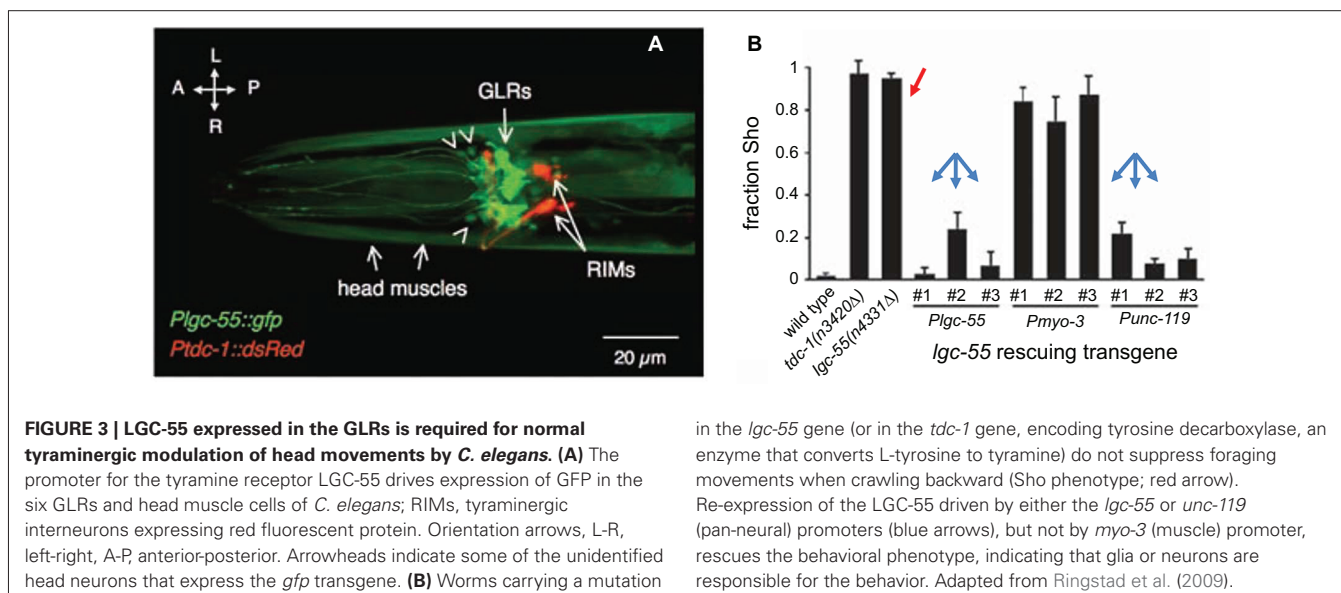 A
L
A P
R
GLRs
RIMs
head muscles
Plgc-55::gfp
Ptdc-1::dsRed
20 µm
B
fraction Sho
1
0.8
0.6
0.4
0.2
0
wild type
tdc-1(n3420Δ)
lgc-55(n4331Δ)
#1 #2 #3 #1 #2 #3 #1 #2 #3
Plgc-55 Pmyo-3 Punc-119
lgc-55 rescuing transgene
FIGURE 3 | LGC-55 expressed in the GLRs is required for normal
tyraminergic modulation of head movements by C. elegans. (A) The
promoter for the tyramine receptor LGC-55 drives expression of GFP in the
six GLRs and head muscle cells of C. elegans; RIMs, tyraminergic
interneurons expressing red fluorescent protein. Orientation arrows, L-R,
left-right, A-P, anterior-posterior. Arrowheads indicate some of the unidentified
head neurons that express the gfp transgene. (B) Worms carrying a mutation
in the lgc-55 gene (or in the tdc-1 gene, encoding tyrosine decarboxylase, an
enzyme that converts L-tyrosine to tyramine) do not suppress foraging
movements when crawling backward (Sho phenotype; red arrow).
Re-expression of the LGC-55 driven by either the lgc-55 or unc-119
(pan-neural) promoters (blue arrows), but not by myo-3 (muscle) promoter,
rescues the behavioral phenotype, indicating that glia or neurons are
responsible for the behavior. Adapted from Ringstad et al. (2009).